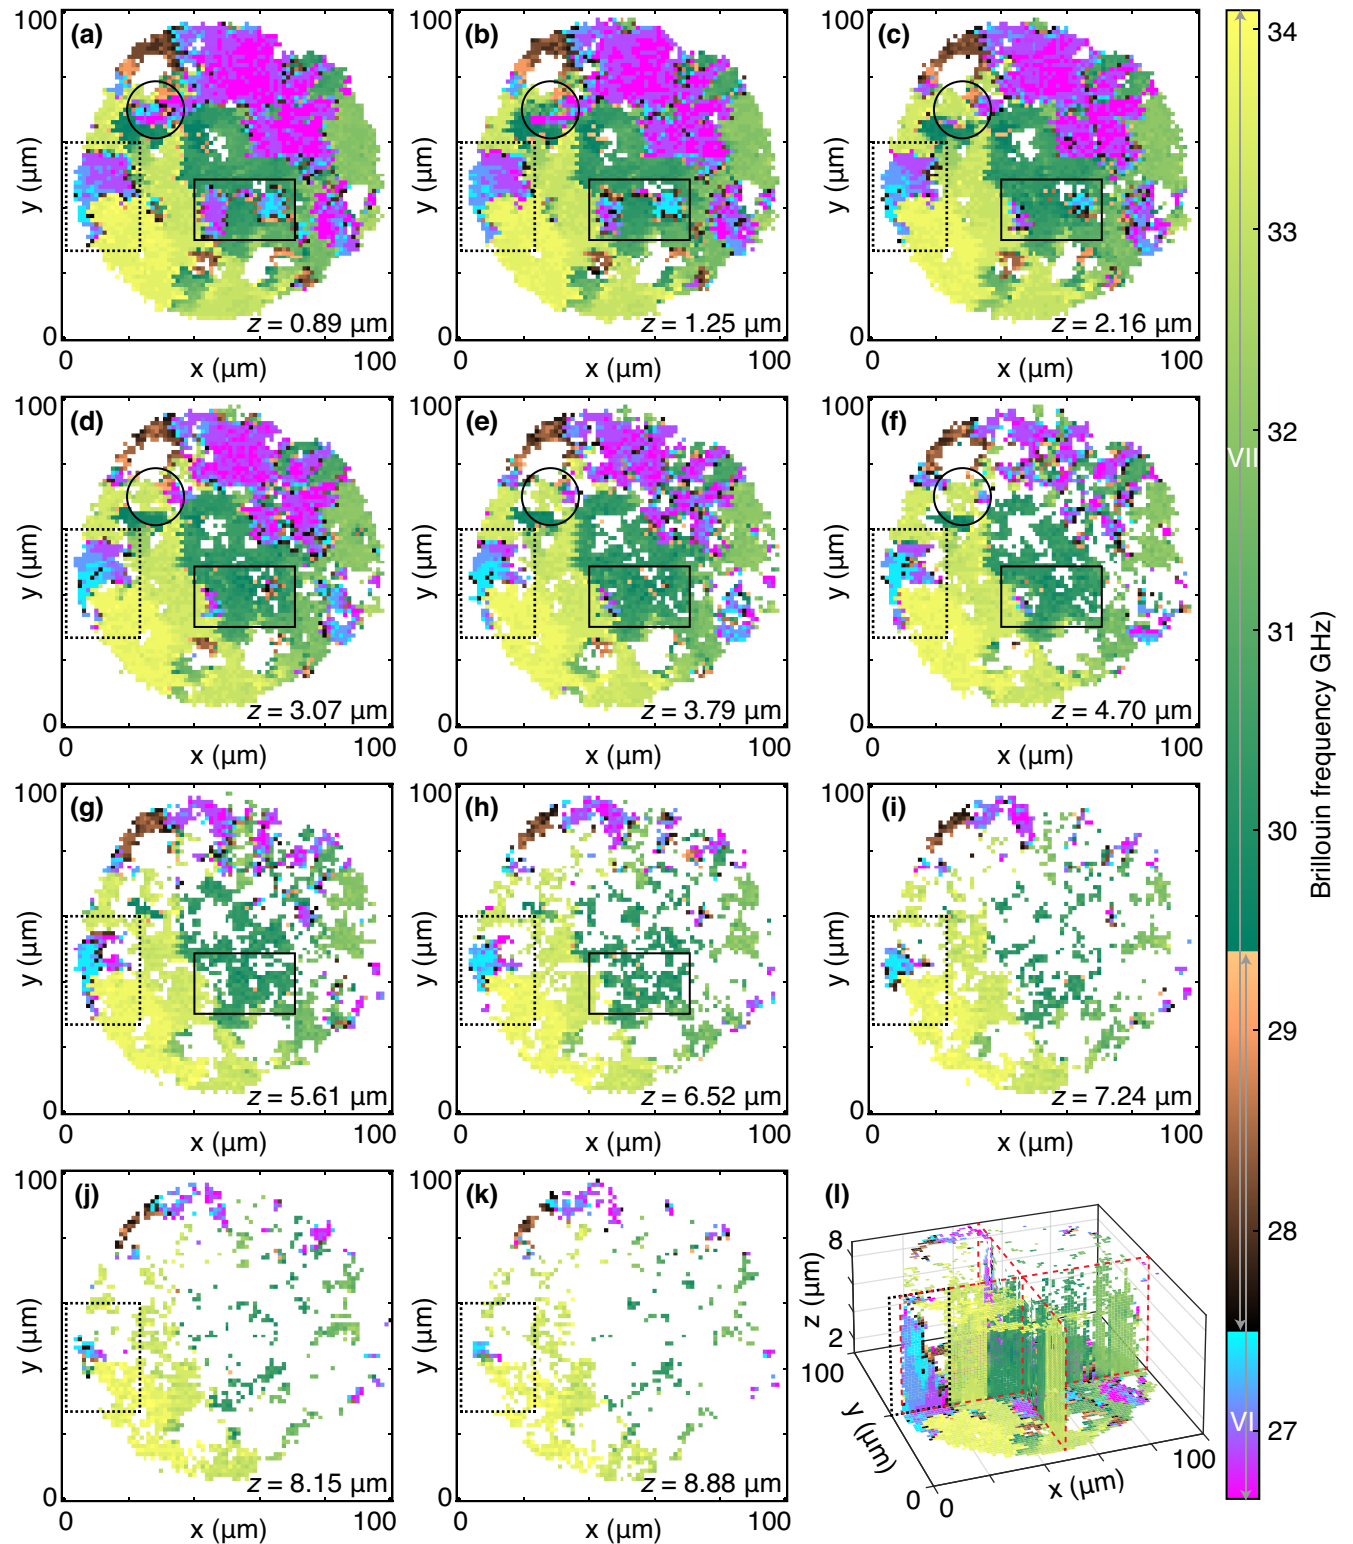 100 (a)
y (µm)
0
z = 0.89 µm
0 100
x (µm)
100 (b)
y (µm)
0
z = 1.25 µm
0 100
x (µm)
100 (c)
y (µm)
0
z = 2.16 µm
0 100
x (µm)
100 (d)
y (µm)
0
z = 3.07 µm
0 100
x (µm)
100 (e)
y (µm)
0
z = 3.79 µm
0 100
x (µm)
100 (f)
y (µm)
0
z = 4.70 µm
0 100
x (µm)
100 (g)
y (µm)
0
z = 5.61 µm
0 100
x (µm)
100 (h)
y (µm)
0
z = 6.52 µm
0 100
x (µm)
100 (i)
y (µm)
0
z = 7.24 µm
0 100
x (µm)
100 (j)
y (µm)
0
z = 8.15 µm
0 100
x (µm)
100 (k)
y (µm)
0
z = 8.88 µm
0 100
x (µm)
(l)
8
z (µm)
2
100
y (µm)
0
0
x (µm)
100
34
33
32
VII
31
30
29
28
27
VI
Brillouin frequency GHz)